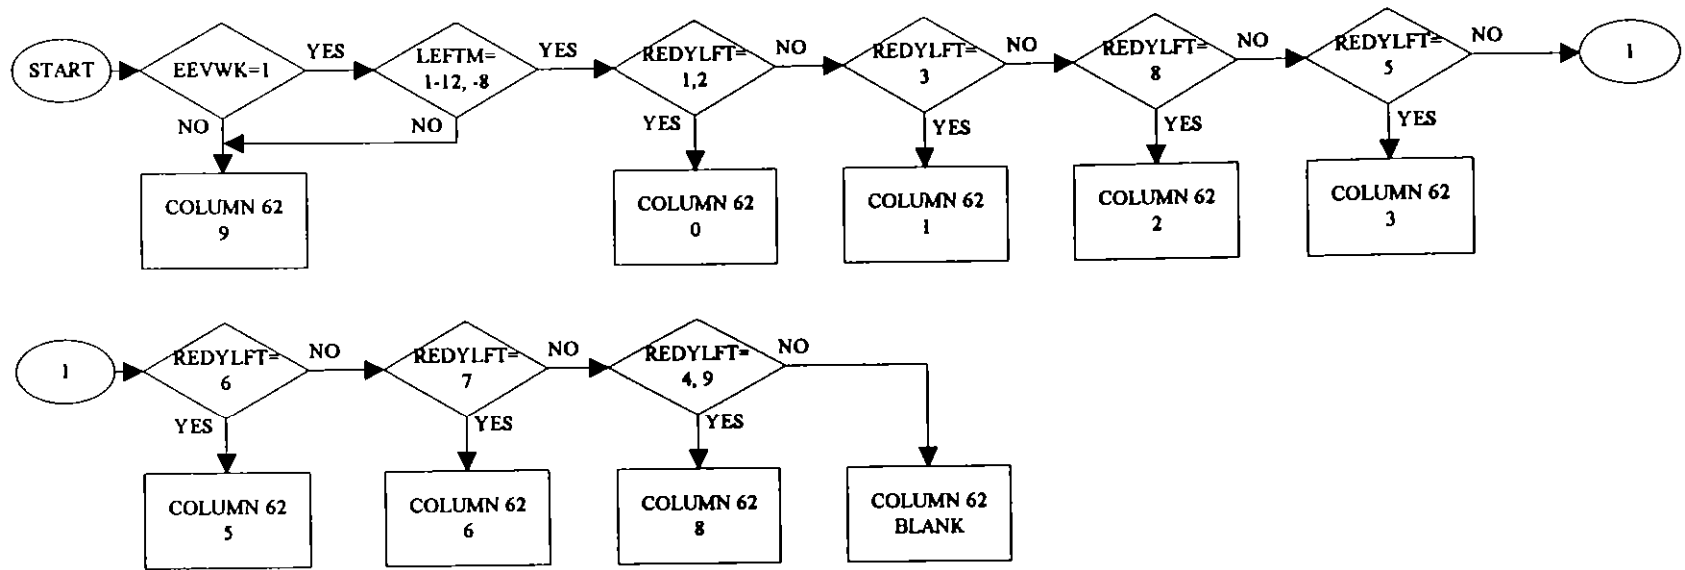 START
EEVWK=1
YES
NO
LEFTM=
1-12, -8
YES
NO
REDYLFT=
1,2
NO
YES
REDYLFT=
3
NO
YES
REDYLFT=
8
NO
YES
REDYLFT=
5
NO
YES
1
COLUMN 62
9
COLUMN 62
0
COLUMN 62
1
COLUMN 62
2
COLUMN 62
3
1
REDYLFT=
6
NO
YES
REDYLFT=
7
NO
YES
REDYLFT=
4, 9
NO
YES
COLUMN 62
5
COLUMN 62
6
COLUMN 62
8
COLUMN 62
BLANK